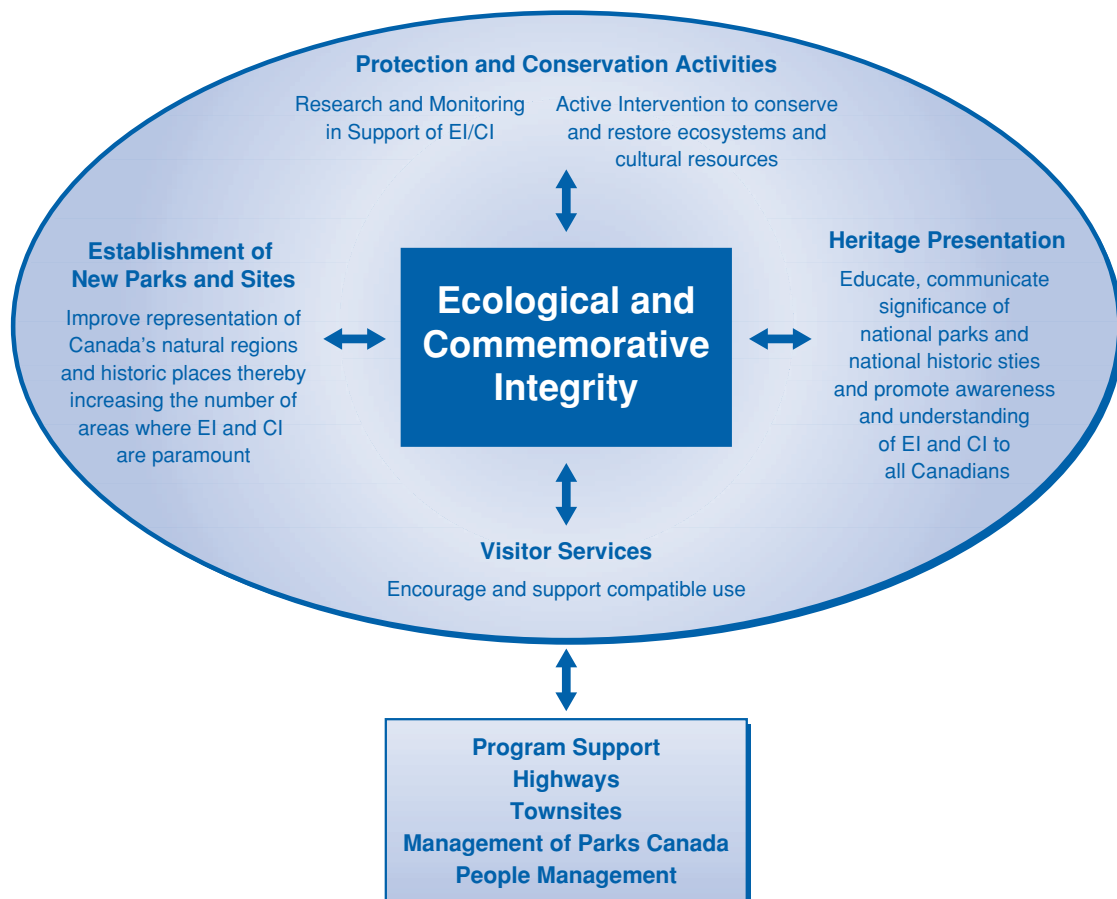 Protection and Conservation Activities
Research and Monitoring
in Support of EI/CI
Active Intervention to conserve
and restore ecosystems and
cultural resources
Establishment of
New Parks and Sites
Improve representation of
Canada's natural regions
and historic places thereby
increasing the number of
areas where EI and CI
are paramount
Ecological and
Commemorative
Integrity
Heritage Presentation
Educate, communicate
significance of
national parks and
national historic sties
and promote awareness
and understanding
of EI and CI to
all Canadians
Visitor Services
Encourage and support compatible use
Program Support
Highways
Townsites
Management of Parks Canada
People Management